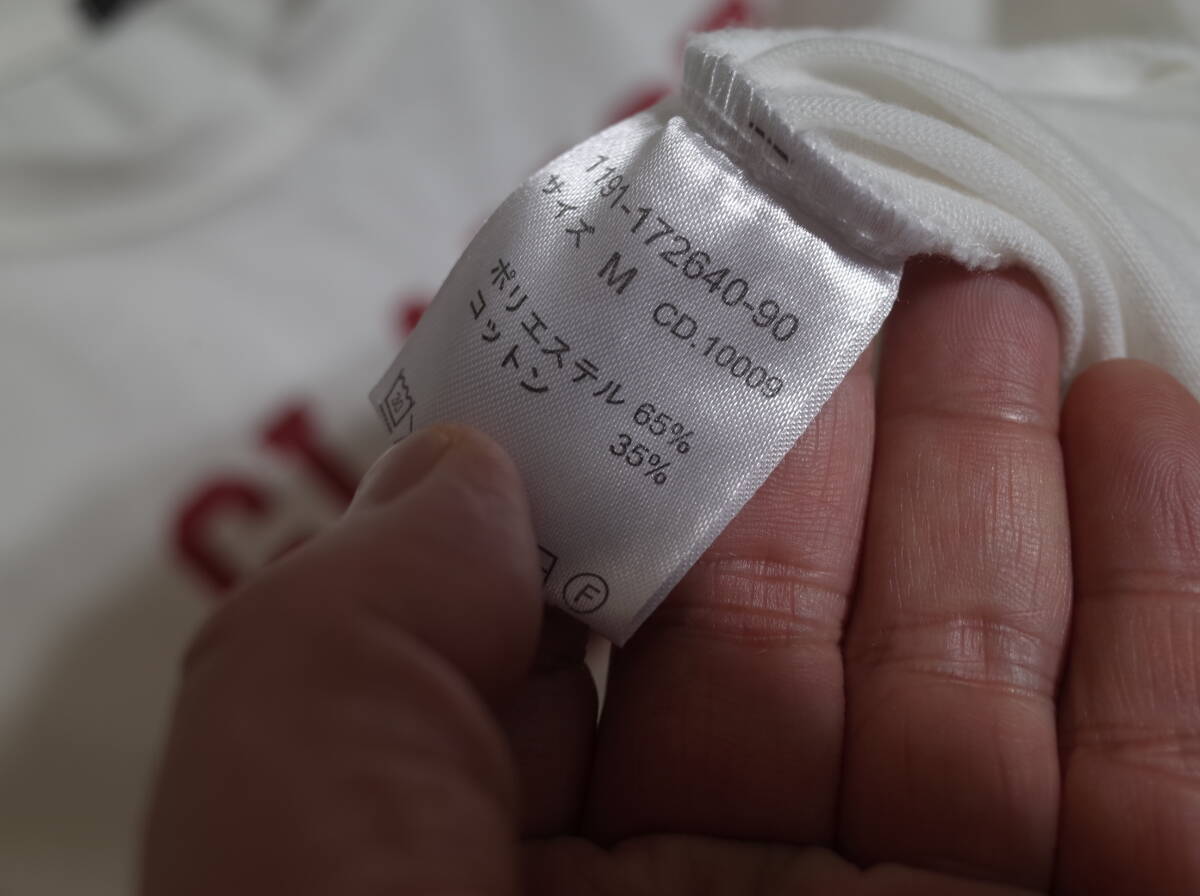 1191-172640-90
サイズ M CD.10009
ポリエステル 65%
コットン 35%
F